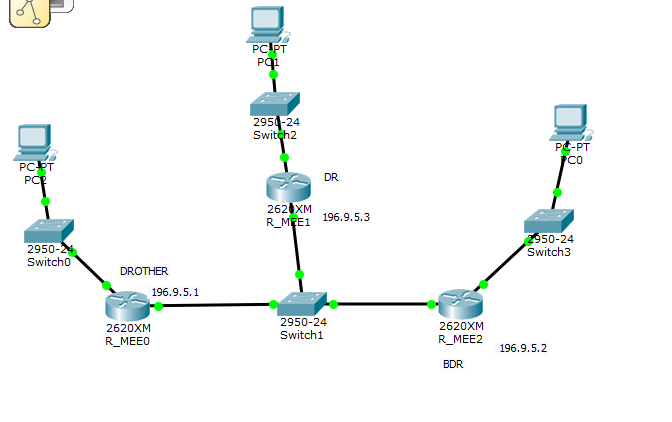 PC-PT
PC1
2950-24
Switch2
DR
2620XM
R_MEE1
196.9.5.3
PC-PT
PC2
2950-24
Switch0
PC-PT
PC0
2950-24
Switch3
DROTHER
196.9.5.1
2620XM
R_MEE0
2950-24
Switch1
2620XM
R_MEE2
196.9.5.2
BDR